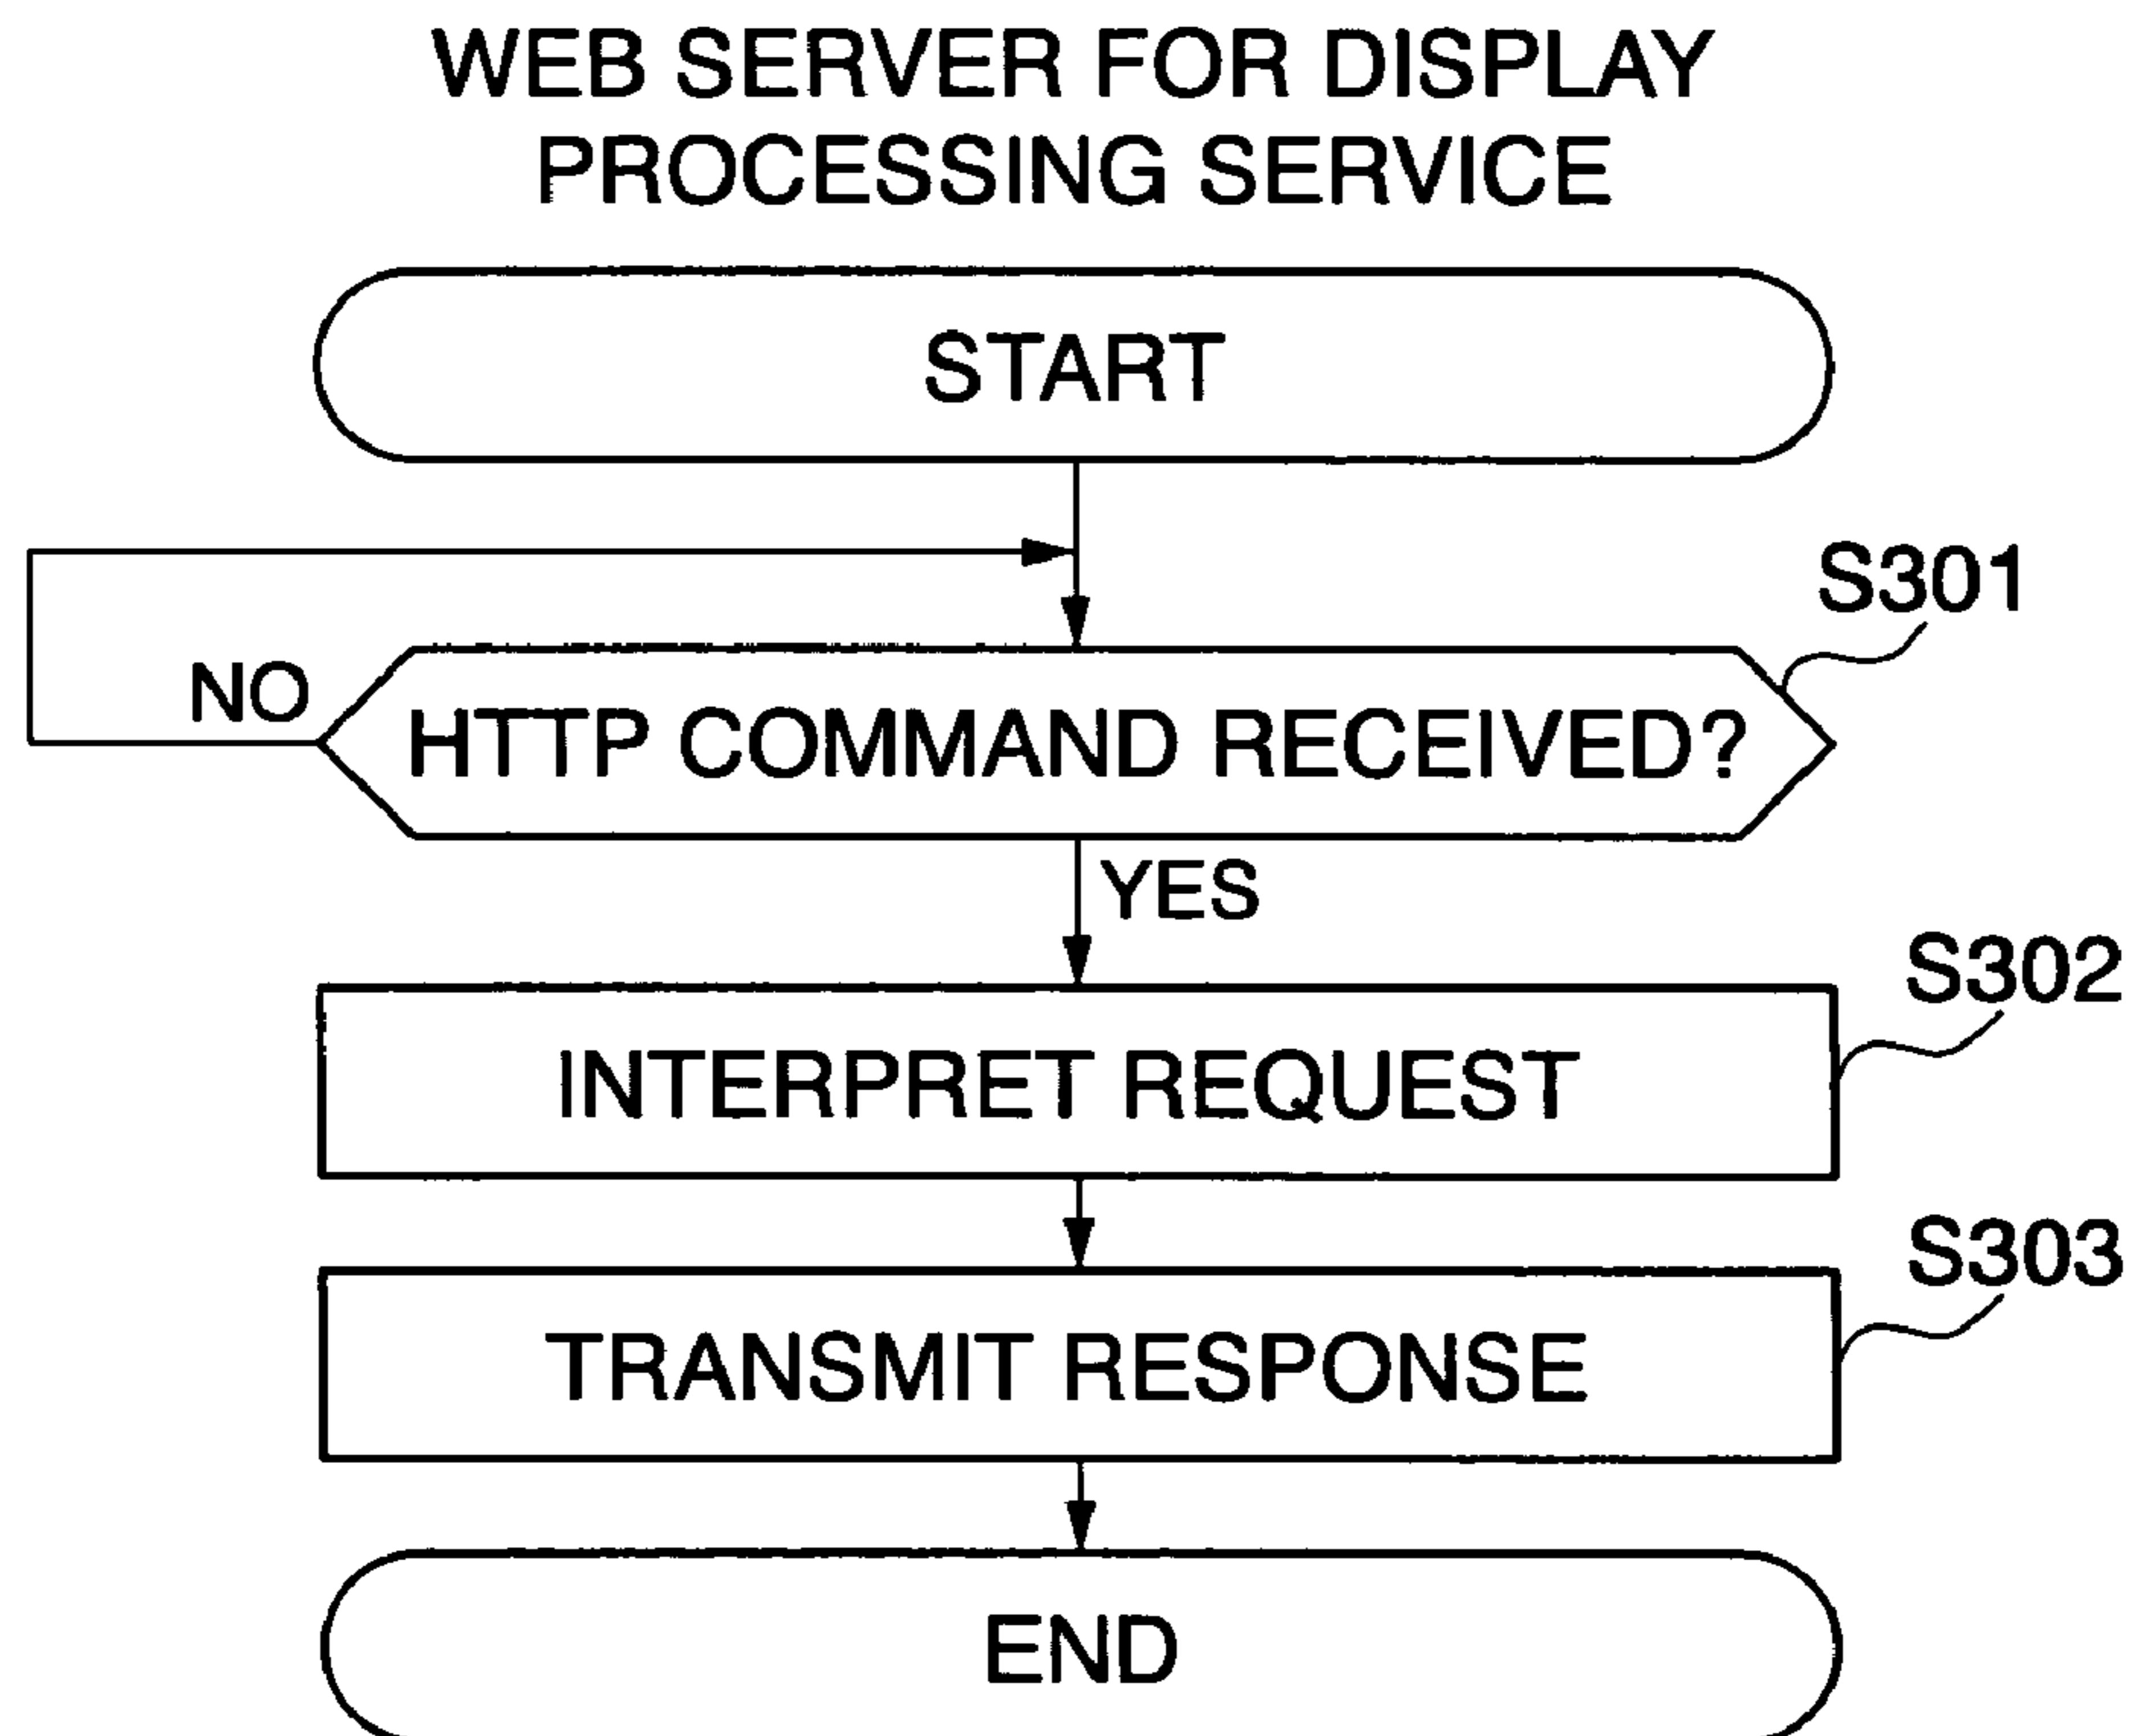 WEB SERVER FOR DISPLAY
PROCESSING SERVICE
START
S301
NO
HTTP COMMAND RECEIVED?
YES
S302
INTERPRET REQUEST
S303
TRANSMIT RESPONSE
END